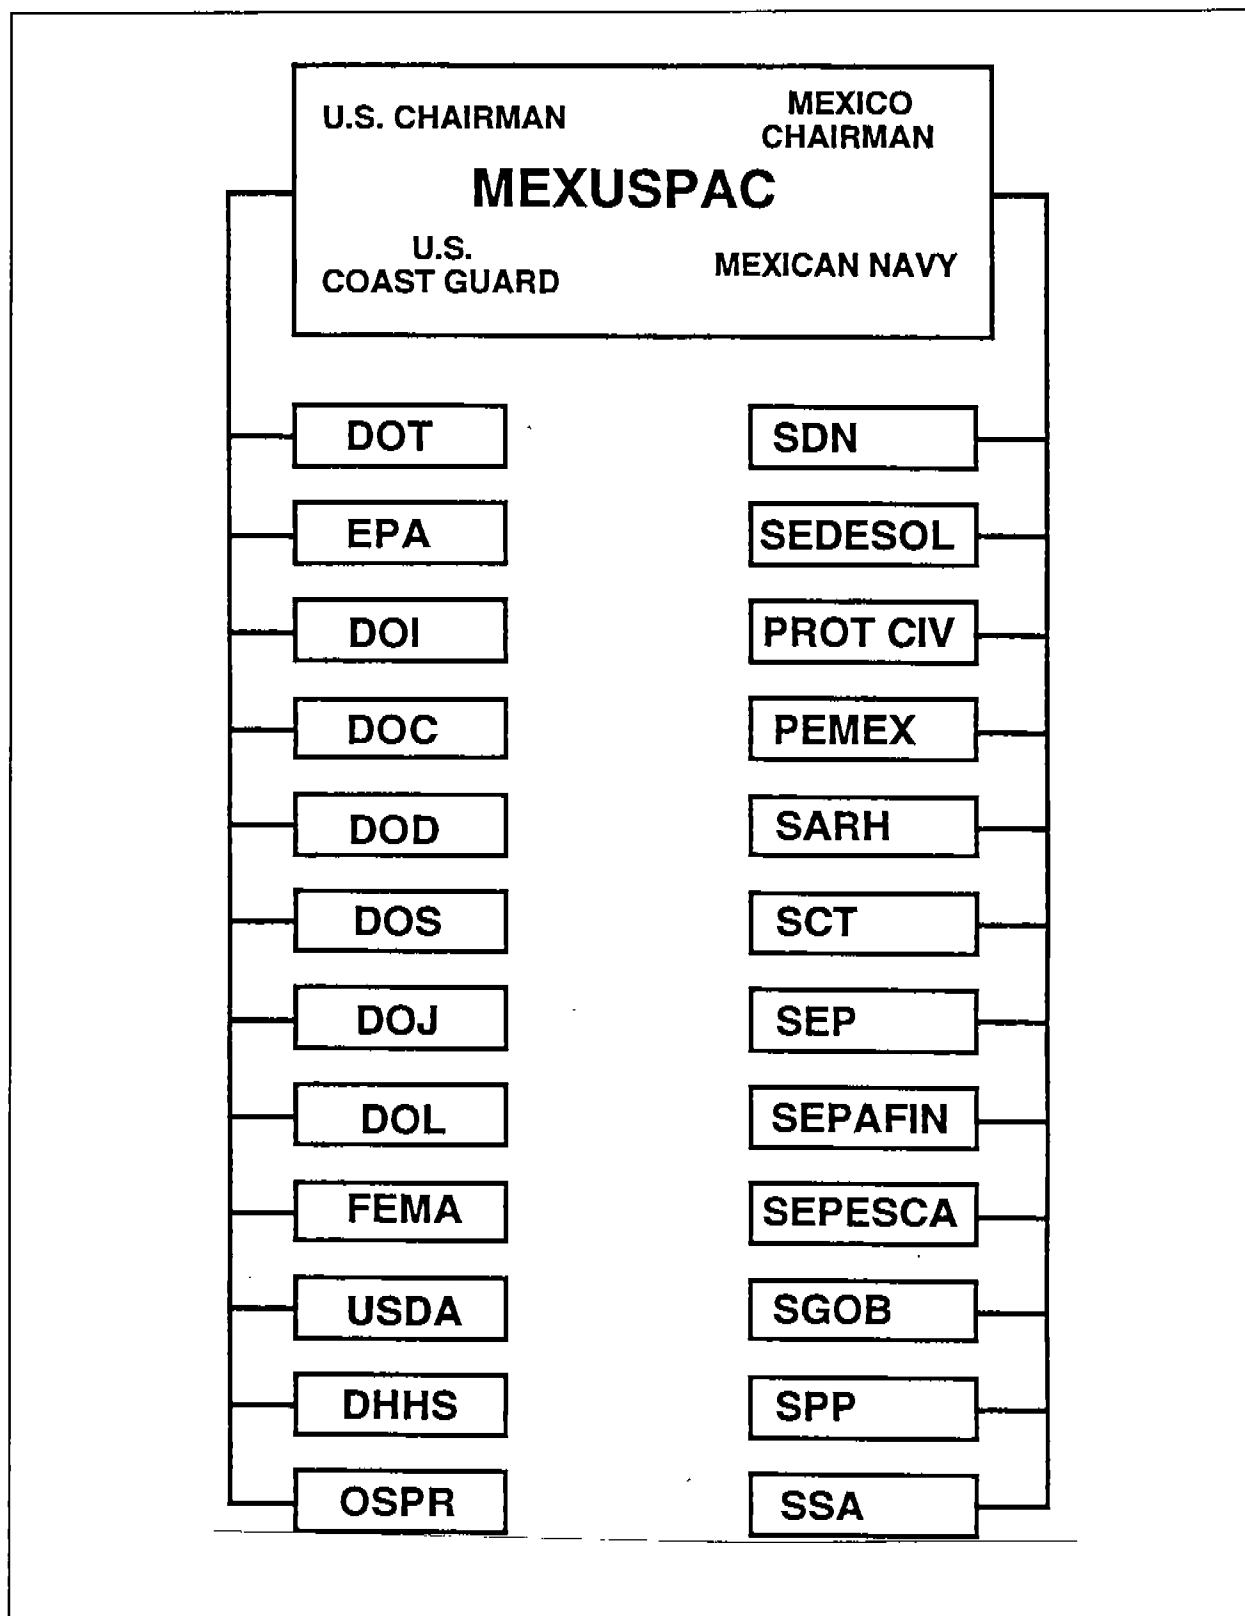 U.S. CHAIRMAN
MEXICO
CHAIRMAN
MEXUSPAC
U.S.
COAST GUARD
MEXICAN NAVY
DOT
EPA
DOI
DOC
DOD
DOS
DOJ
DOL
FEMA
USDA
DHHS
OSPR
SDN
SEDESOL
PROT CIV
PEMEX
SARH
SCT
SEP
SEPAFIN
SEPESCA
SGOB
SPP
SSA